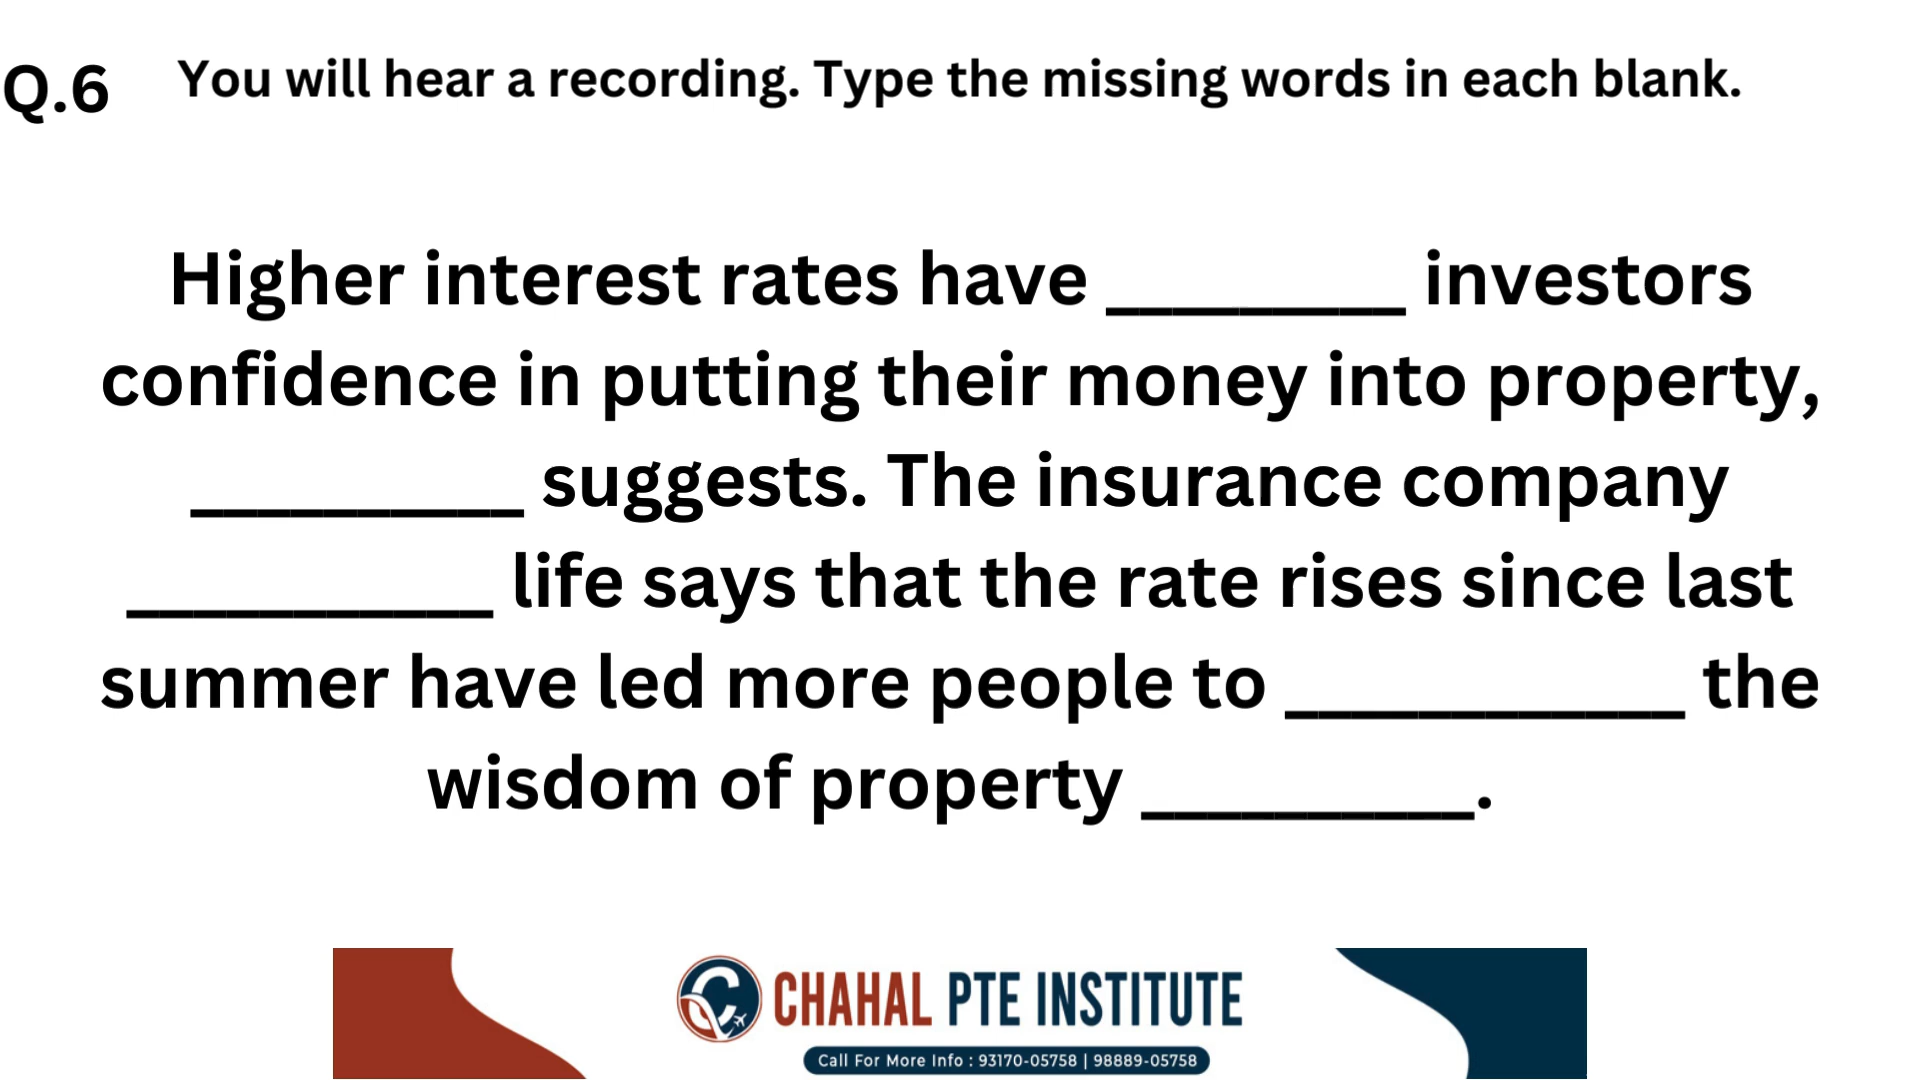 Q.6 You will hear a recording. Type the missing words in each blank.
Higher interest rates have _________ investors
confidence in putting their money into property,
__________ suggests. The insurance company
___________ life says that the rate rises since last
summer have led more people to ____________ the
wisdom of property __________.
CHAHAL PTE INSTITUTE
Call For More Info : 93170-05758 | 98889-05758